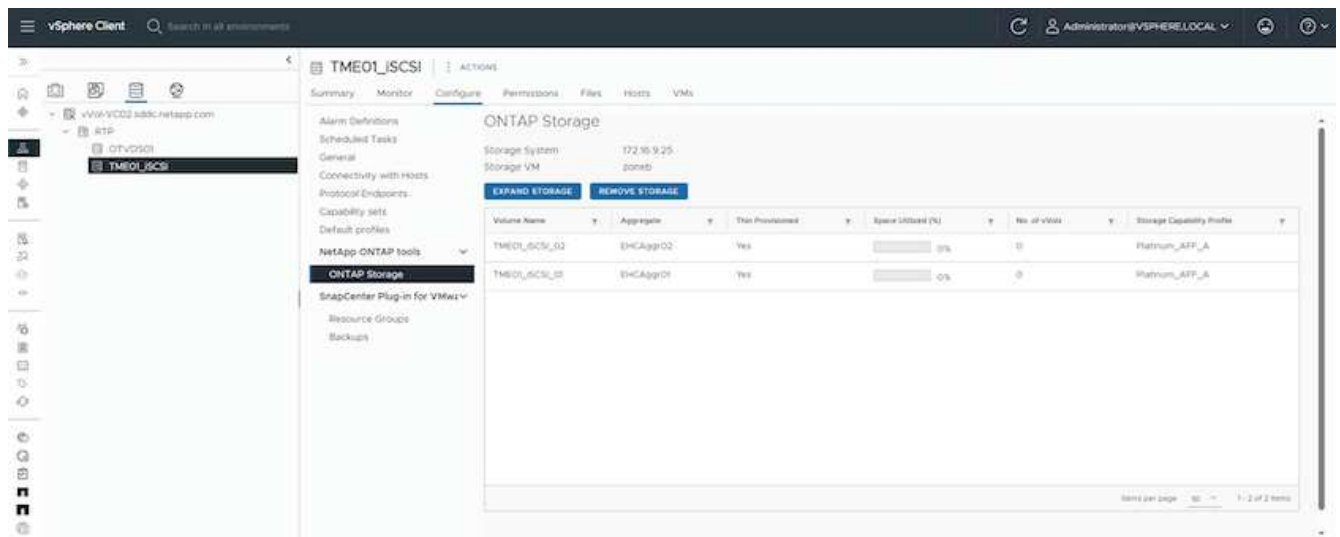 vSphere Client Search in all environments Administrator@VSPHERE.LOCAL
TME01_iSCSI ACTIONS
Summary Monitor Configure Permissions Files Hosts VMs
vVol-VC02.sddc.netapp.com
RTP
OTVDS01
TME01_iSCSI
Alarm Definitions
Scheduled Tasks
General
Connectivity with Hosts
Protocol Endpoints
Capability sets
Default profiles
NetApp ONTAP tools
ONTAP Storage
SnapCenter Plug-in for VMwa
Resource Groups
Backups
ONTAP Storage
Storage System 172.16.9.25
Storage VM zoneb
EXPAND STORAGE REMOVE STORAGE
Volume Name Aggregate Thin Provisioned Space Utilized (%) No. of vVols Storage Capability Profile
TME01_iSCSI_02 EHCAggr02 Yes 0% 0 Platinum_AFF_A
TME01_iSCSI_01 EHCAggr01 Yes 0% 0 Platinum_AFF_A
Items per page 10 1 - 2 of 2 items